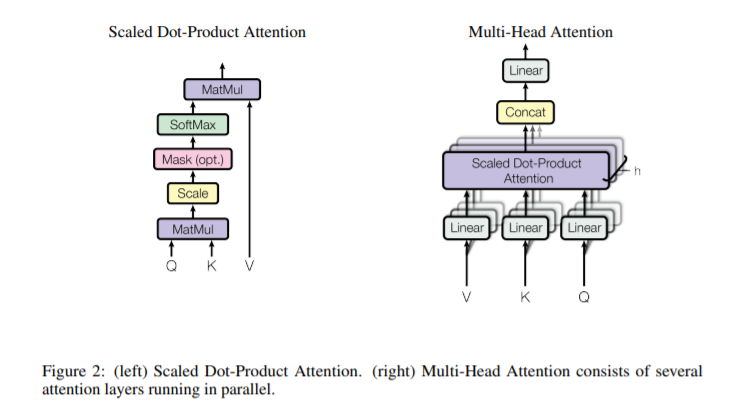 Scaled Dot-Product Attention
MatMul
SoftMax
Mask (opt.)
Scale
MatMul
Q K V
Multi-Head Attention
Linear
Concat
Scaled Dot-Product
Attention
h
Linear Linear Linear
V K Q
Figure 2: (left) Scaled Dot-Product Attention. (right) Multi-Head Attention consists of several
attention layers running in parallel.